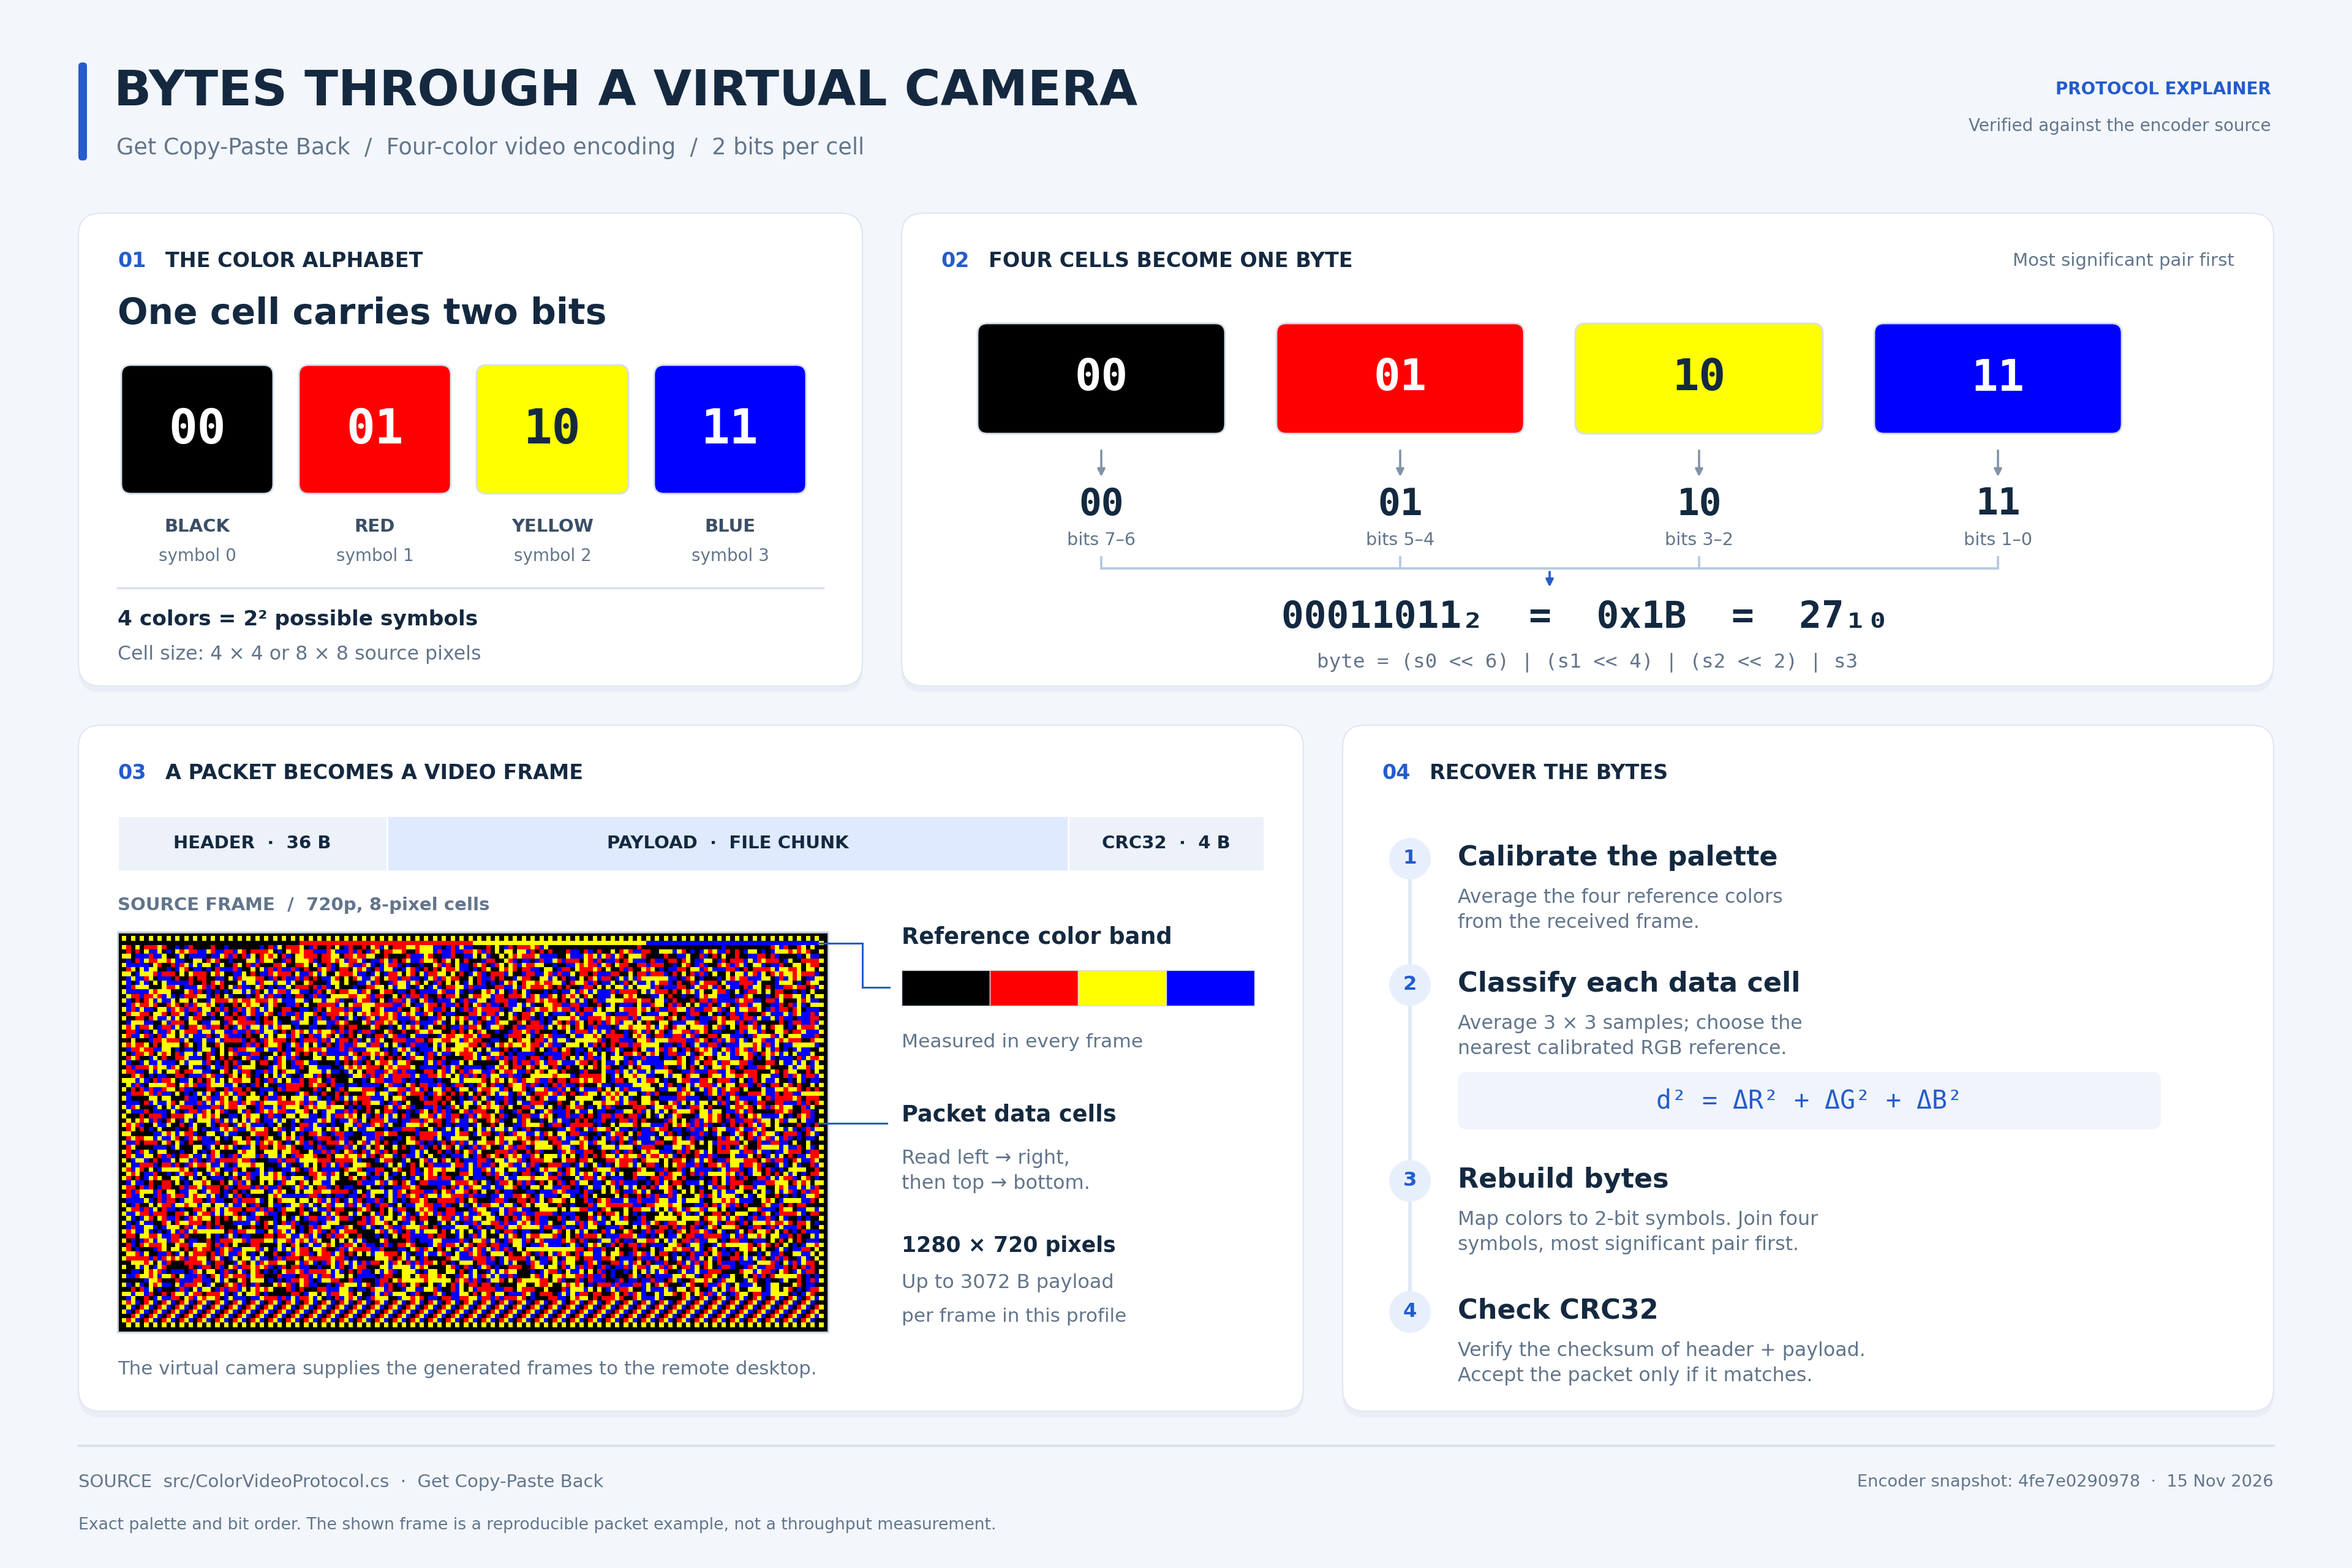 BYTES THROUGH A VIRTUAL CAMERA
Get Copy-Paste Back / Four-color video encoding / 2 bits per cell
PROTOCOL EXPLAINER
Verified against the encoder source
01 THE COLOR ALPHABET
One cell carries two bits
00 01 10 11
BLACK RED YELLOW BLUE
symbol 0 symbol 1 symbol 2 symbol 3
4 colors = 2² possible symbols
Cell size: 4 × 4 or 8 × 8 source pixels
02 FOUR CELLS BECOME ONE BYTE
Most significant pair first
00 01 10 11
00 01 10 11
bits 7–6 bits 5–4 bits 3–2 bits 1–0
00011011₂ = 0x1B = 27₁₀
byte = (s0 << 6) | (s1 << 4) | (s2 << 2) | s3
03 A PACKET BECOMES A VIDEO FRAME
HEADER · 36 B PAYLOAD · FILE CHUNK CRC32 · 4 B
SOURCE FRAME / 720p, 8-pixel cells
Reference color band
Measured in every frame
Packet data cells
Read left → right,
then top → bottom.
1280 × 720 pixels
Up to 3072 B payload
per frame in this profile
The virtual camera supplies the generated frames to the remote desktop.
04 RECOVER THE BYTES
1 Calibrate the palette
Average the four reference colors
from the received frame.
2 Classify each data cell
Average 3 × 3 samples; choose the
nearest calibrated RGB reference.
d² = ΔR² + ΔG² + ΔB²
3 Rebuild bytes
Map colors to 2-bit symbols. Join four
symbols, most significant pair first.
4 Check CRC32
Verify the checksum of header + payload.
Accept the packet only if it matches.
SOURCE src/ColorVideoProtocol.cs · Get Copy-Paste Back
Encoder snapshot: 4fe7e0290978 · 15 Nov 2026
Exact palette and bit order. The shown frame is a reproducible packet example, not a throughput measurement.